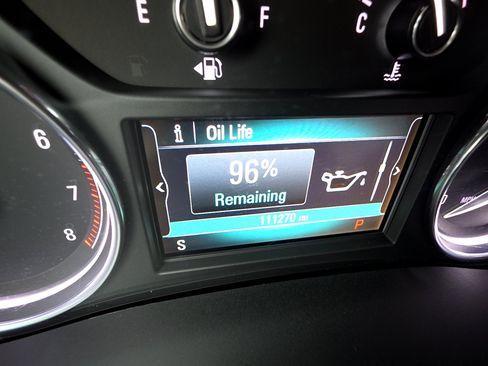 E F C
6
7
8
i Oil Life
96%
Remaining
< >
111270 mi
S P